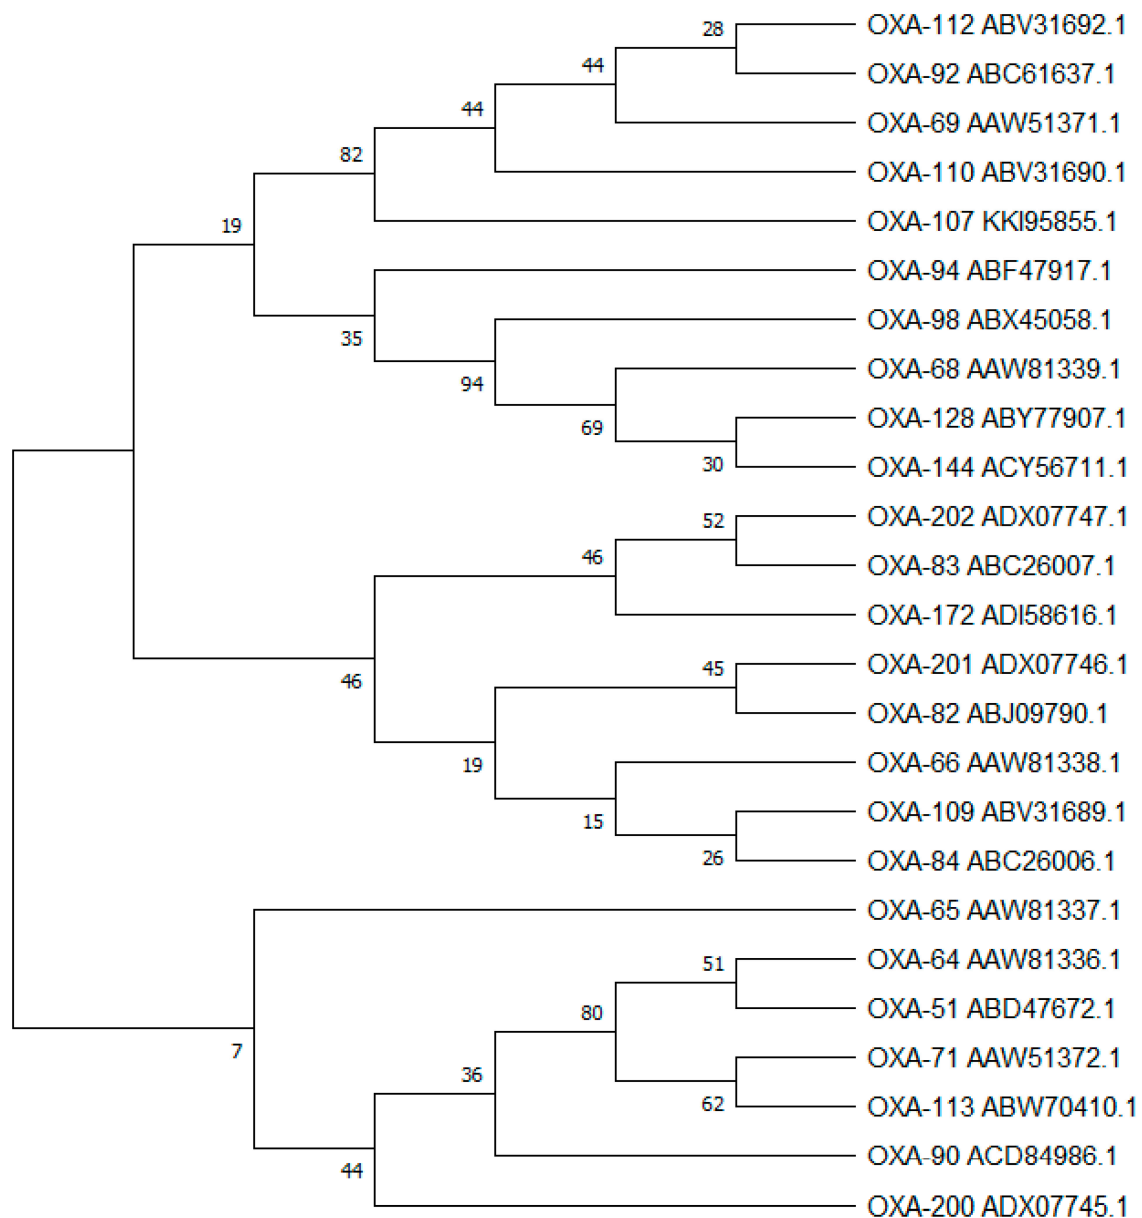 28
OXA-112 ABV31692.1
OXA-92 ABC61637.1
44
OXA-69 AAW51371.1
44
OXA-110 ABV31690.1
82
OXA-107 KKI95855.1
19
OXA-94 ABF47917.1
35
OXA-98 ABX45058.1
94
OXA-68 AAW81339.1
69
OXA-128 ABY77907.1
30
OXA-144 ACY56711.1
52
OXA-202 ADX07747.1
46
OXA-83 ABC26007.1
OXA-172 ADI58616.1
46
45
OXA-201 ADX07746.1
OXA-82 ABJ09790.1
19
OXA-66 AAW81338.1
15
OXA-109 ABV31689.1
26
OXA-84 ABC26006.1
OXA-65 AAW81337.1
7
51
OXA-64 AAW81336.1
80
OXA-51 ABD47672.1
36
OXA-71 AAW51372.1
62
OXA-113 ABW70410.1
OXA-90 ACD84986.1
44
OXA-200 ADX07745.1